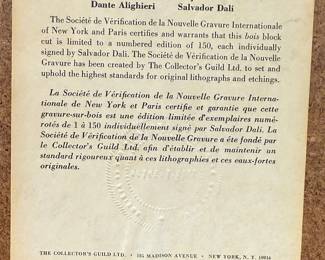 Dante Alighieri Salvador Dali
The Société de Vérification de la Nouvelle Gravure Internationale
of New York and Paris certifies and warrants that this bois block
cut is limited to a numbered edition of 150, each individually
signed by Salvador Dali. The Société de Vérification de la Nouvelle
Gravure has been created by The Collector's Guild Ltd. to set and
uphold the highest standards for original lithographs and etchings.
La Société de Vérification de la Nouvelle Gravure Interna-
tionale de New York et Paris certifie et garantie que cette
gravure-sur-bois est une édition limitée d'exemplaires numé-
rotés de 1 à 150 individuellement signé par Salvador Dali. La
Société de Vérification de la Nouvelle Gravure a été fondé par
le Collector's Guild Ltd. afin d'établir et de maintenir un
standard rigoureux quant à ces lithographies et ces eaux-fortes
originales.
THE COLLECTOR'S GUILD LTD. • 185 MADISON AVENUE • NEW YORK, N. Y. 10016